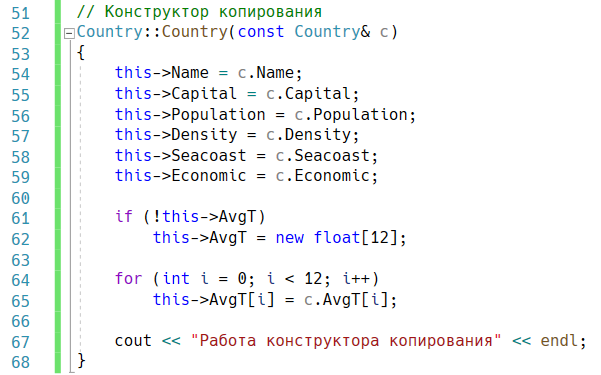 51 // Конструктор копирования
52 Country::Country(const Country& c)
53 {
54     this->Name = c.Name;
55     this->Capital = c.Capital;
56     this->Population = c.Population;
57     this->Density = c.Density;
58     this->Seacoast = c.Seacoast;
59     this->Economic = c.Economic;
60
61     if (!this->AvgT)
62         this->AvgT = new float[12];
63
64     for (int i = 0; i < 12; i++)
65         this->AvgT[i] = c.AvgT[i];
66
67     cout << "Работа конструктора копирования" << endl;
68 }